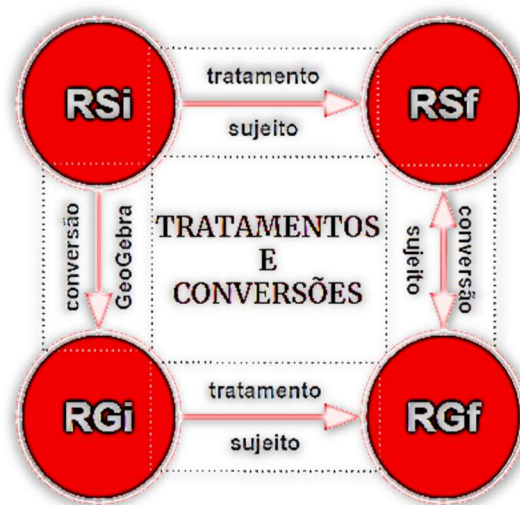 RSi
tratamento
sujeito
RSf
conversão
GeoGebra
TRATAMENTOS
E
CONVERSÕES
sujeito
conversão
RGi
tratamento
sujeito
RGf